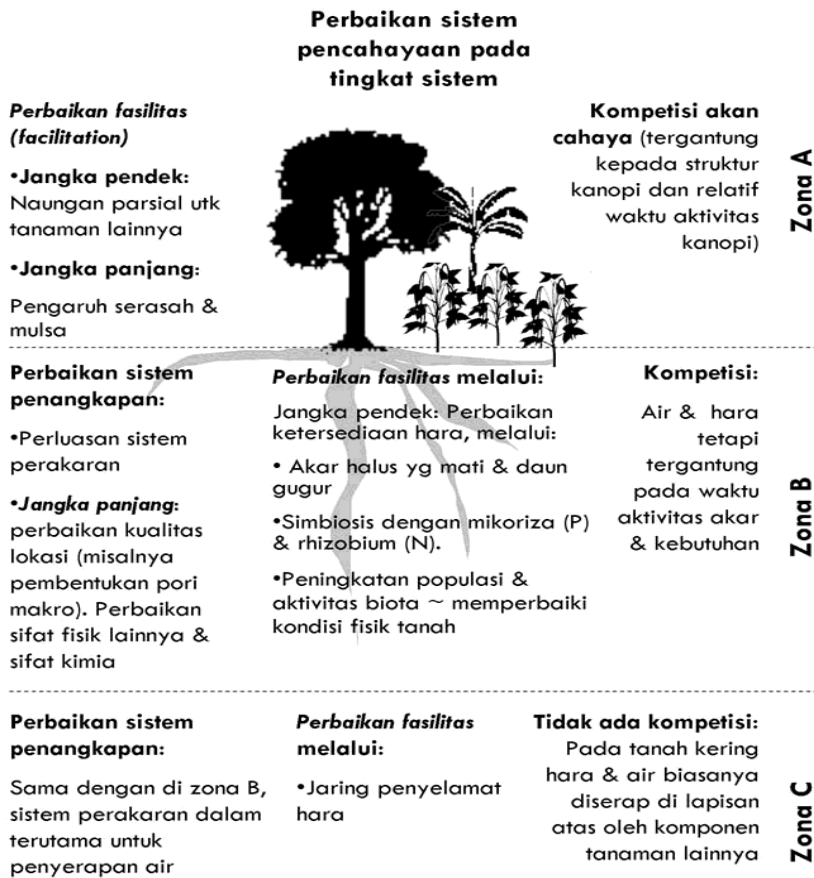 Perbaikan sistem
pencahayaan pada
tingkat sistem
Perbaikan fasilitas
(facilitation)
•Jangka pendek:
Naungan parsial utk
tanaman lainnya
•Jangka panjang:
Pengaruh serasah &
mulsa
Kompetisi akan
cahaya (tergantung
kepada struktur
kanopi dan relatif
waktu aktivitas
kanopi)
Zona A
Perbaikan sistem
penangkapan:
•Perluasan sistem
perakaran
•Jangka panjang:
perbaikan kualitas
lokasi (misalnya
pembentukan pori
makro). Perbaikan
sifat fisik lainnya &
sifat kimia
Perbaikan fasilitas melalui:
Jangka pendek: Perbaikan
ketersediaan hara, melalui:
• Akar halus yg mati & daun
gugur
•Simbiosis dengan mikoriza (P)
& rhizobium (N).
•Peningkatan populasi &
aktivitas biota ~ memperbaiki
kondisi fisik tanah
Kompetisi:
Air & hara
tetapi
tergantung
pada waktu
aktivitas akar
& kebutuhan
Zona B
Perbaikan sistem
penangkapan:
Sama dengan di zona B,
sistem perakaran dalam
terutama untuk
penyerapan air
Perbaikan fasilitas
melalui:
•Jaring penyelamat
hara
Tidak ada kompetisi:
Pada tanah kering
hara & air biasanya
diserap di lapisan
atas oleh komponen
tanaman lainnya
Zona C